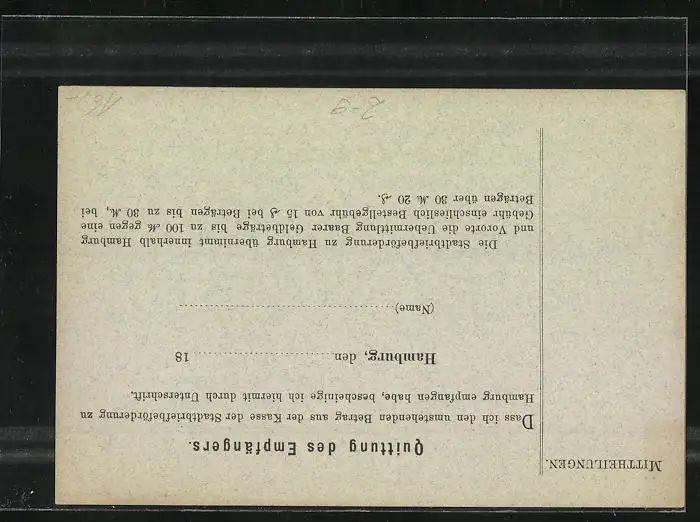 MITTHEILUNGEN.
Quittung des Empfängers.
Dass ich den umstehenden Betrag aus der Kasse der Stadtbriefbeförderung zu
Hamburg empfangen habe, bescheinige ich hiermit durch Unterschrift.
Hamburg, den........................ 18
(Name)................................................
Die Stadtbriefbeförderung zu Hamburg übernimmt innerhalb Hamburg
und Vororte die Uebermittlung Baarer Geldbeträge bis zu 100 ℳ gegen eine
Gebühr einschlieslich Bestellgebühr von 15 ₰ bei Beträgen bis zu 30 ℳ, bei
Beträgen über 30 ℳ 20 ₰.